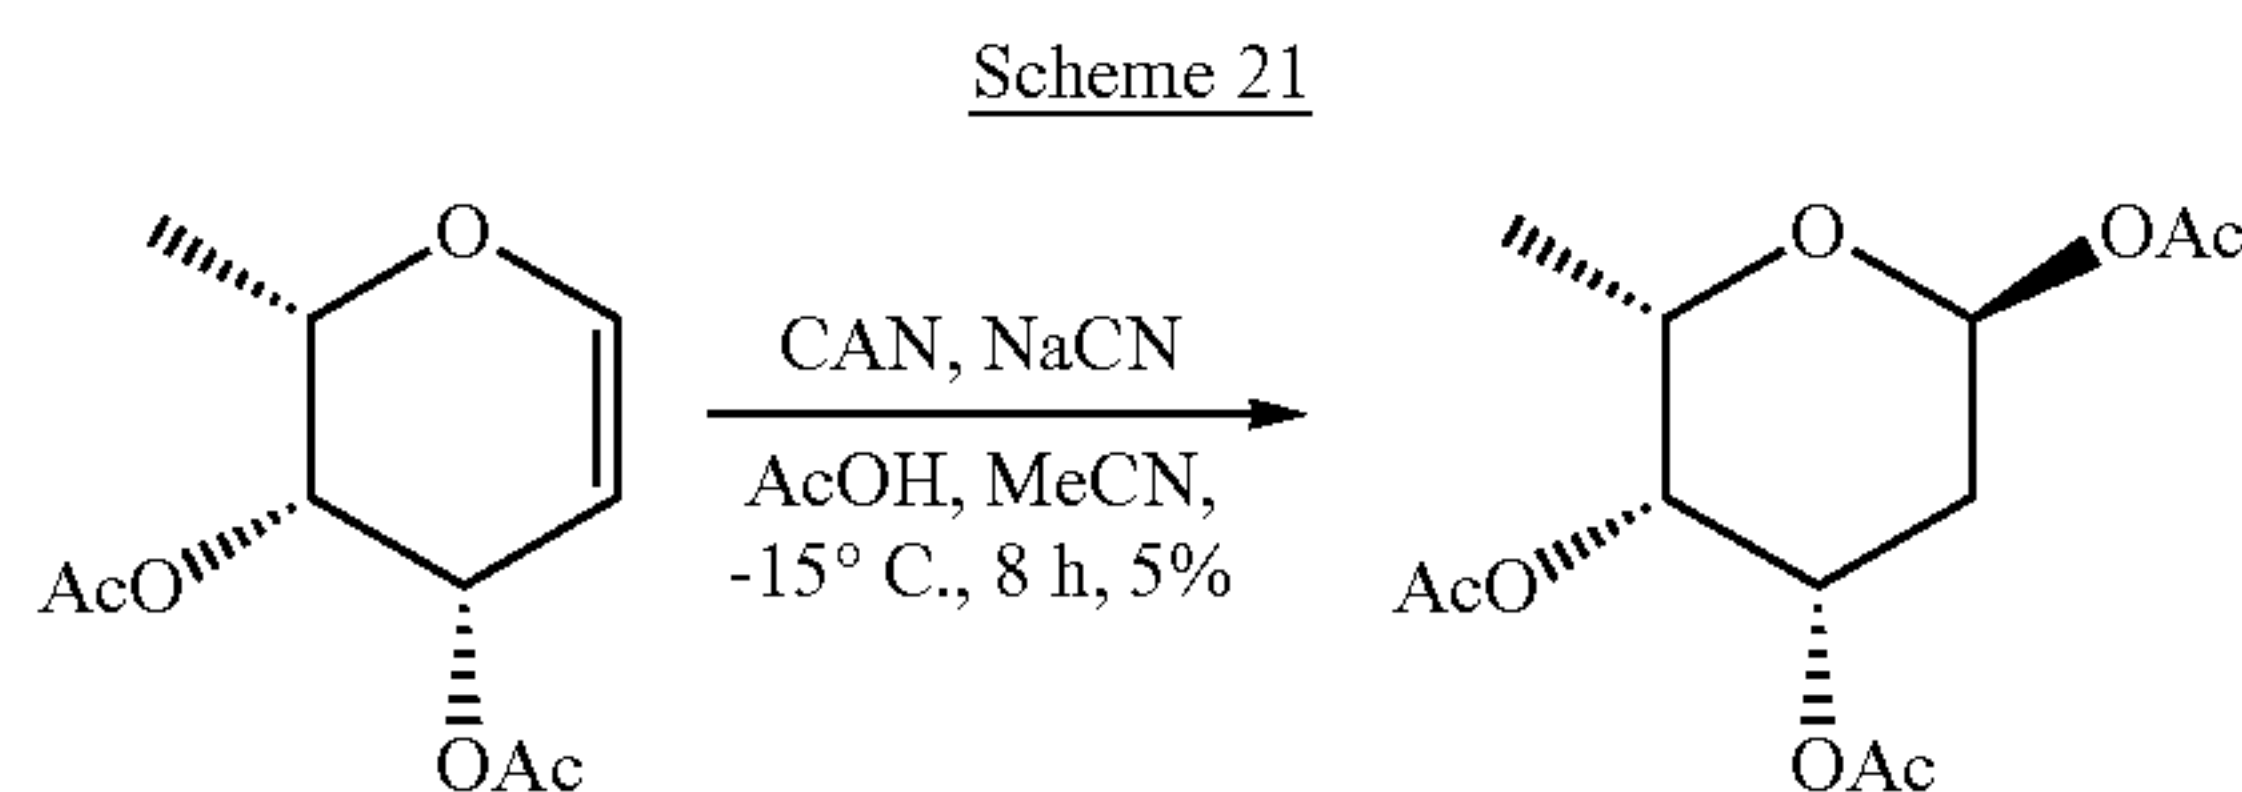 Scheme 21
O
O
OAc
CAN, NaCN
AcOH, MeCN,
-15° C., 8 h, 5%
AcO
OAc
AcO
OAc